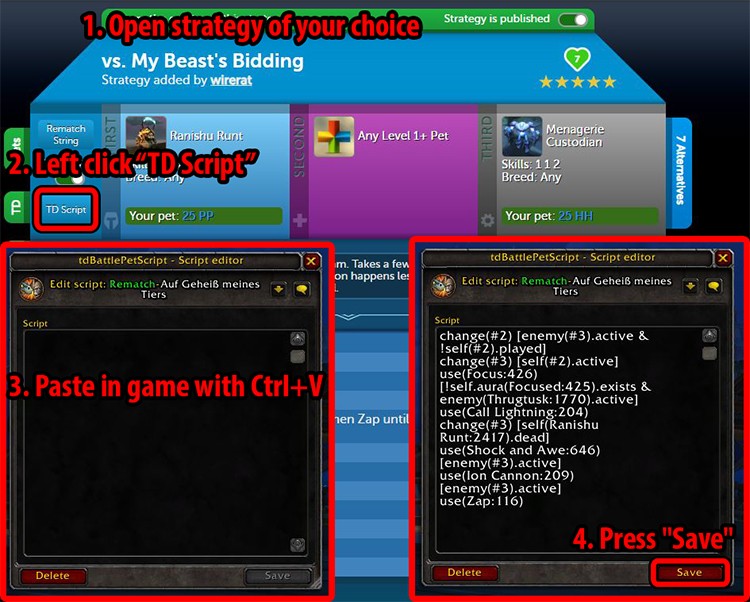 Strategy is published
1. Open strategy of your choice
vs. My Beast's Bidding
Strategy added by wirerat
7
Rematch
String
FIRST
Ranishu Runt
SECOND
Any Level 1+ Pet
THIRD
Menagerie
Custodian
Skills: 1 1 2
Breed: Any
7 Alternatives
2. Left click “TD Script”
Breed: Any
TD
TD Script
Your pet: 25 PP
Your pet: 25 HH
tdBattlePetScript - Script editor
Edit script: Rematch-Auf Geheiß meines
Tiers
Script
3. Paste in game with Ctrl+V
Delete
Save
Takes a few
on happens les
Zap until
tdBattlePetScript - Script editor
Edit script: Rematch-Auf Geheiß meines
Tiers
Script
change(#2) [enemy(#3).active &
!self(#2).played]
change(#3) [self(#2).active]
use(Focus:426)
[!self.aura(Focused:425).exists &
enemy(Thrugtusk:1770).active]
use(Call Lightning:204)
change(#3) [self(Ranishu
Runt:2417).dead]
use(Shock and Awe:646)
[enemy(#3).active]
use(Ion Cannon:209)
[enemy(#3).active]
use(Zap:116)
4. Press "Save"
Delete
Save